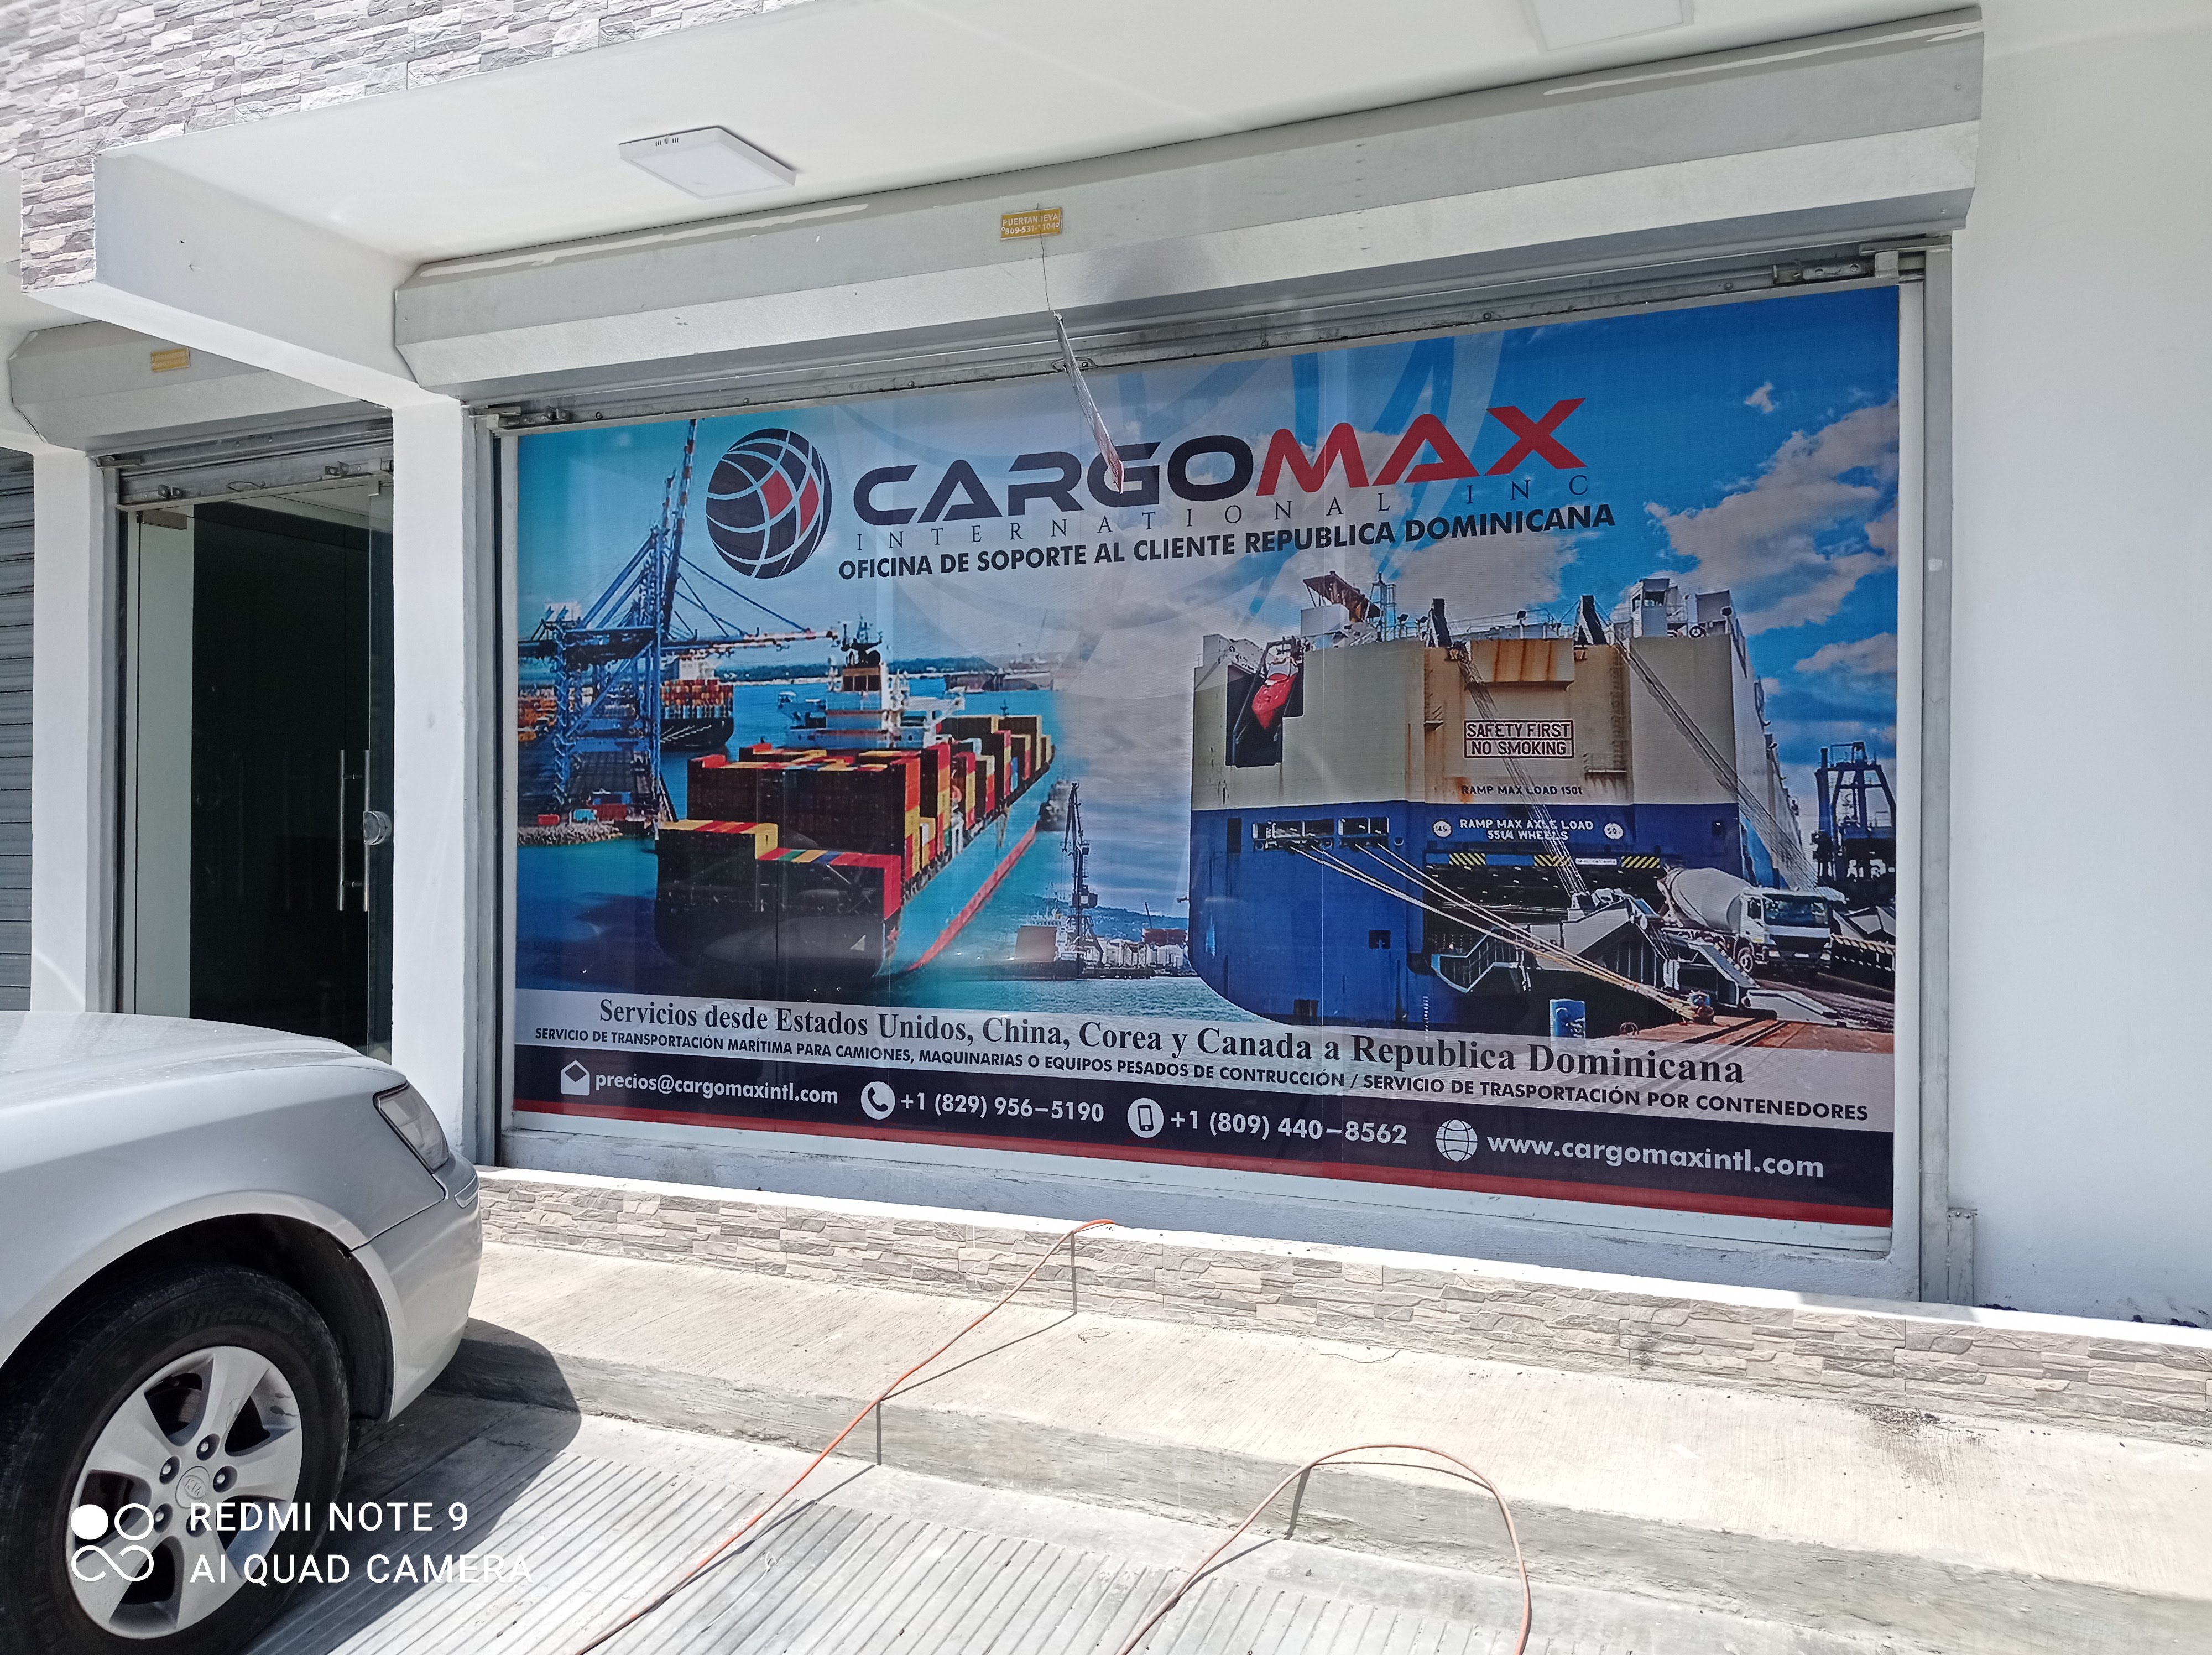 CARGOMAX
INTERNATIONAL INC
OFICINA DE SOPORTE AL CLIENTE REPUBLICA DOMINICANA
SAFETY FIRST
NO SMOKING
RAMP MAX LOAD 150t
RAMP MAX AXLE LOAD
55t/4 WHEELS
Servicios desde Estados Unidos, China, Corea y Canada a Republica Dominicana
SERVICIO DE TRANSPORTACIÓN MARÍTIMA PARA CAMIONES, MAQUINARIAS O EQUIPOS PESADOS DE CONTRUCCIÓN / SERVICIO DE TRASPORTACIÓN POR CONTENEDORES
precios@cargomaxintl.com +1 (829) 956-5190 +1 (809) 440-8562 www.cargomaxintl.com
KIA
REDMI NOTE 9
AI QUAD CAMERA